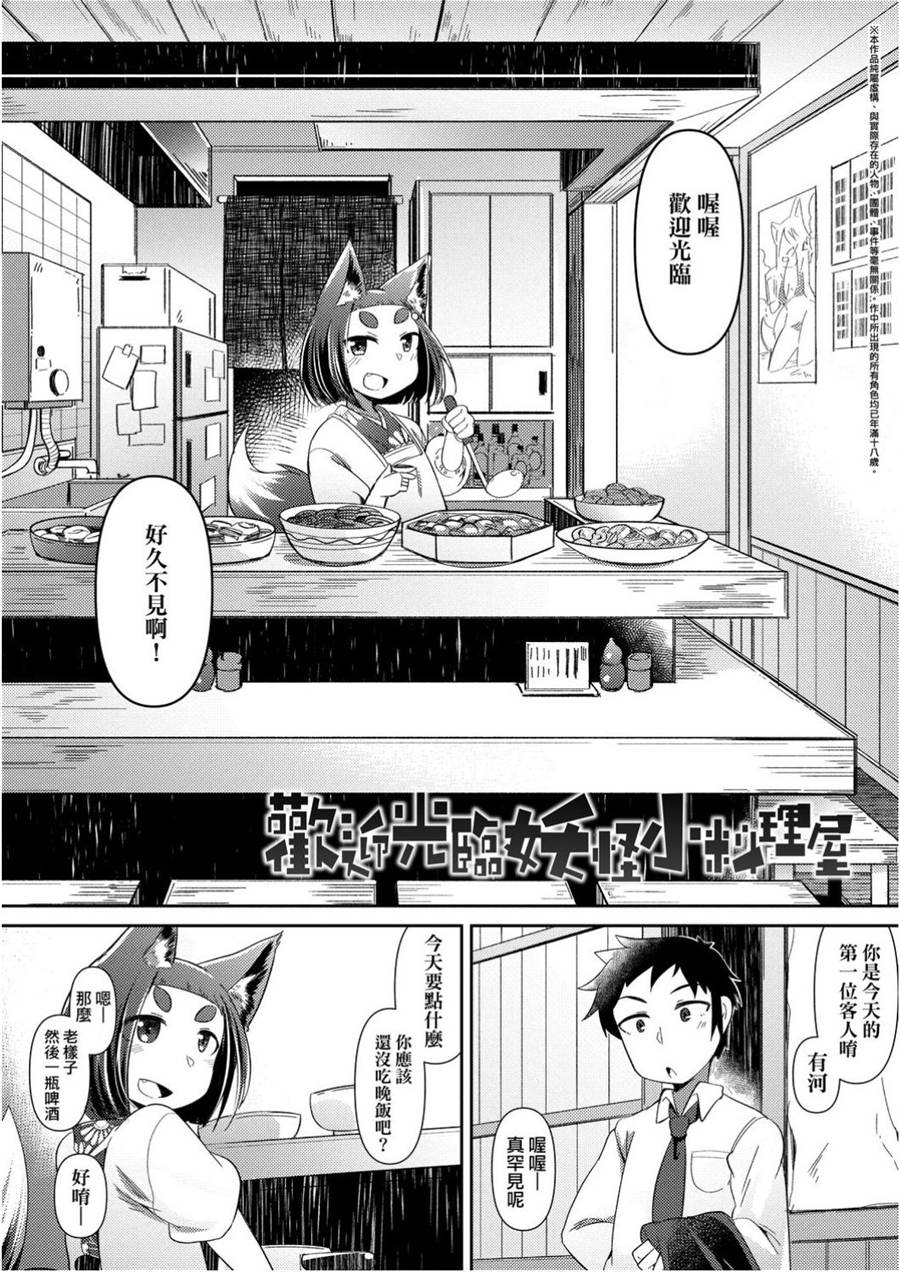 ※本作品純屬虛構、與實際存在的人物、團體、事件等毫無關係。作中所出現的所有角色均已年滿十八歲。
喔喔
歡迎光臨
好久不見啊！
歡迎光臨妖怪小料理屋
你是今天的
第一位客人唷
有河
喔喔—
真罕見呢
今天要點什麼
你應該
還沒吃晚飯吧？
嗯—
那麼
老樣子
然後一瓶啤酒
好唷—